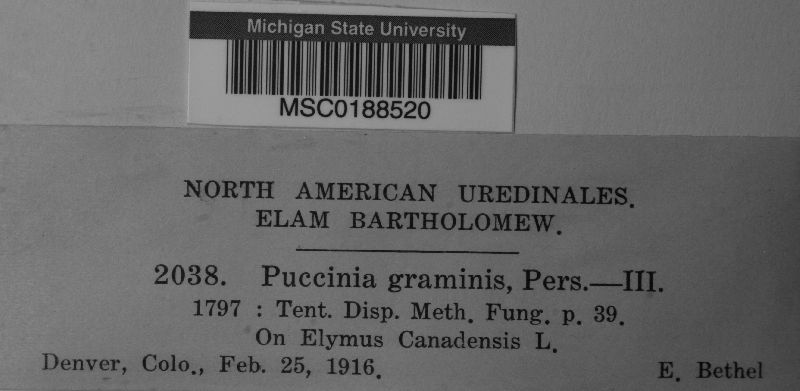 Michigan State University
MSC0188520
NORTH AMERICAN UREDINALES.
ELAM BARTHOLOMEW.
2038. Puccinia graminis, Pers.—III.
1797 : Tent. Disp. Meth. Fung. p. 39.
On Elymus Canadensis L.
Denver, Colo., Feb. 25, 1916. E. Bethel